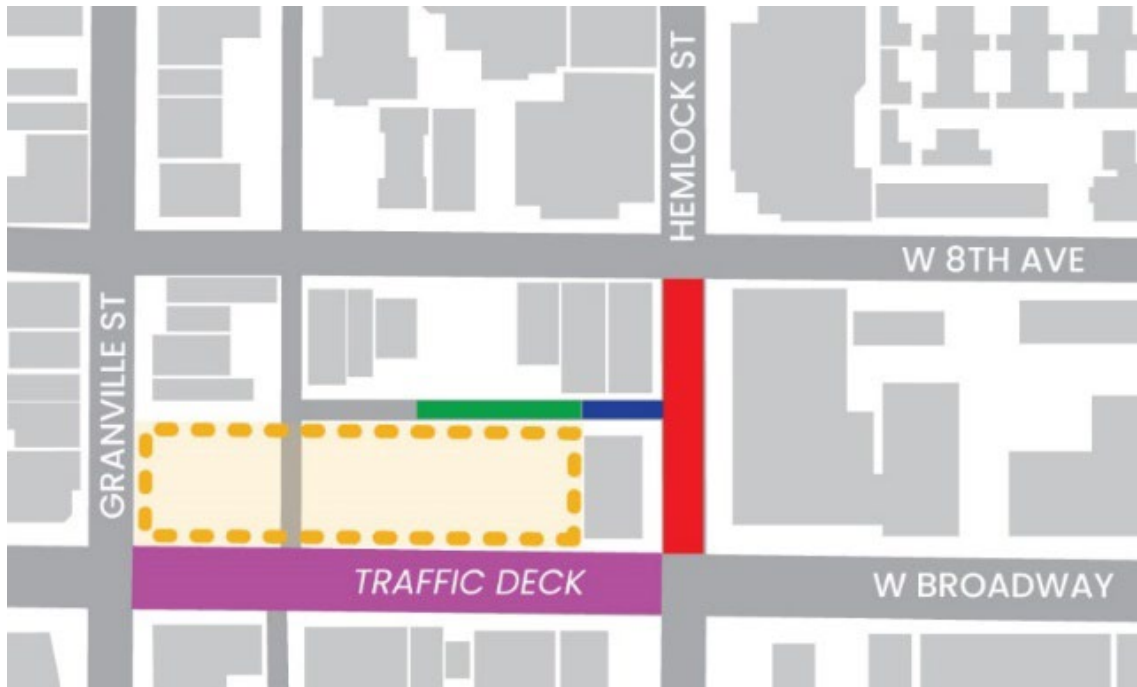 HEMLOCK ST
W 8TH AVE
GRANVILLE ST
TRAFFIC DECK
W BROADWAY